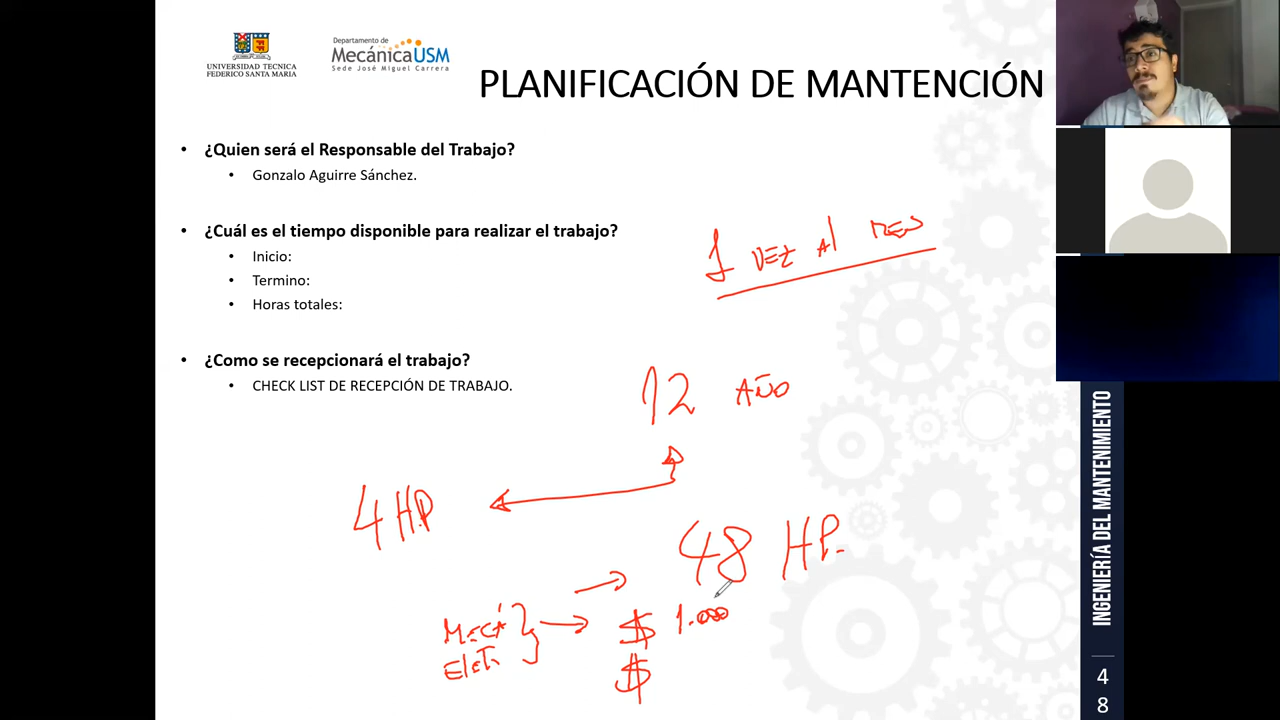 UNIVERSIDAD TECNICA
FEDERICO SANTA MARIA
Departamento de
MecánicaUSM
Sede José Miguel Carrera
PLANIFICACIÓN DE MANTENCIÓN
• ¿Quien será el Responsable del Trabajo?
• Gonzalo Aguirre Sánchez.
• ¿Cuál es el tiempo disponible para realizar el trabajo?
• Inicio:
• Termino:
• Horas totales:
1 VEZ Al MES
• ¿Como se recepcionará el trabajo?
• CHECK LIST DE RECEPCIÓN DE TRABAJO.
12 AÑO
4 H.P
48 HP.
MECÁ
$ 1.000
EleT.
$
INGENIERÍA DEL MANTENIMIENTO
4
8